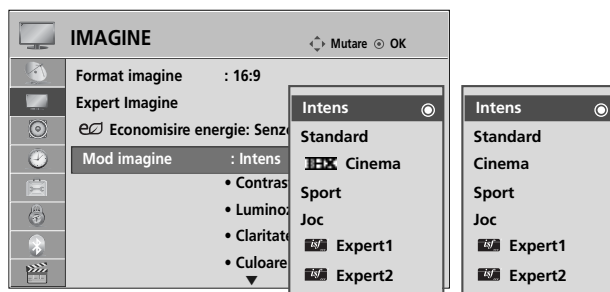 IMAGINE
Mutare OK
Format imagine : 16:9
Expert Imagine
Economisire energie: Senz
Mod imagine : Intens
• Contras
• Lumino
• Claritate
• Culoare
Intens
Standard
THX Cinema
Sport
Joc
isf Expert1
isf Expert2
Intens
Standard
Cinema
Sport
Joc
isf Expert1
isf Expert2